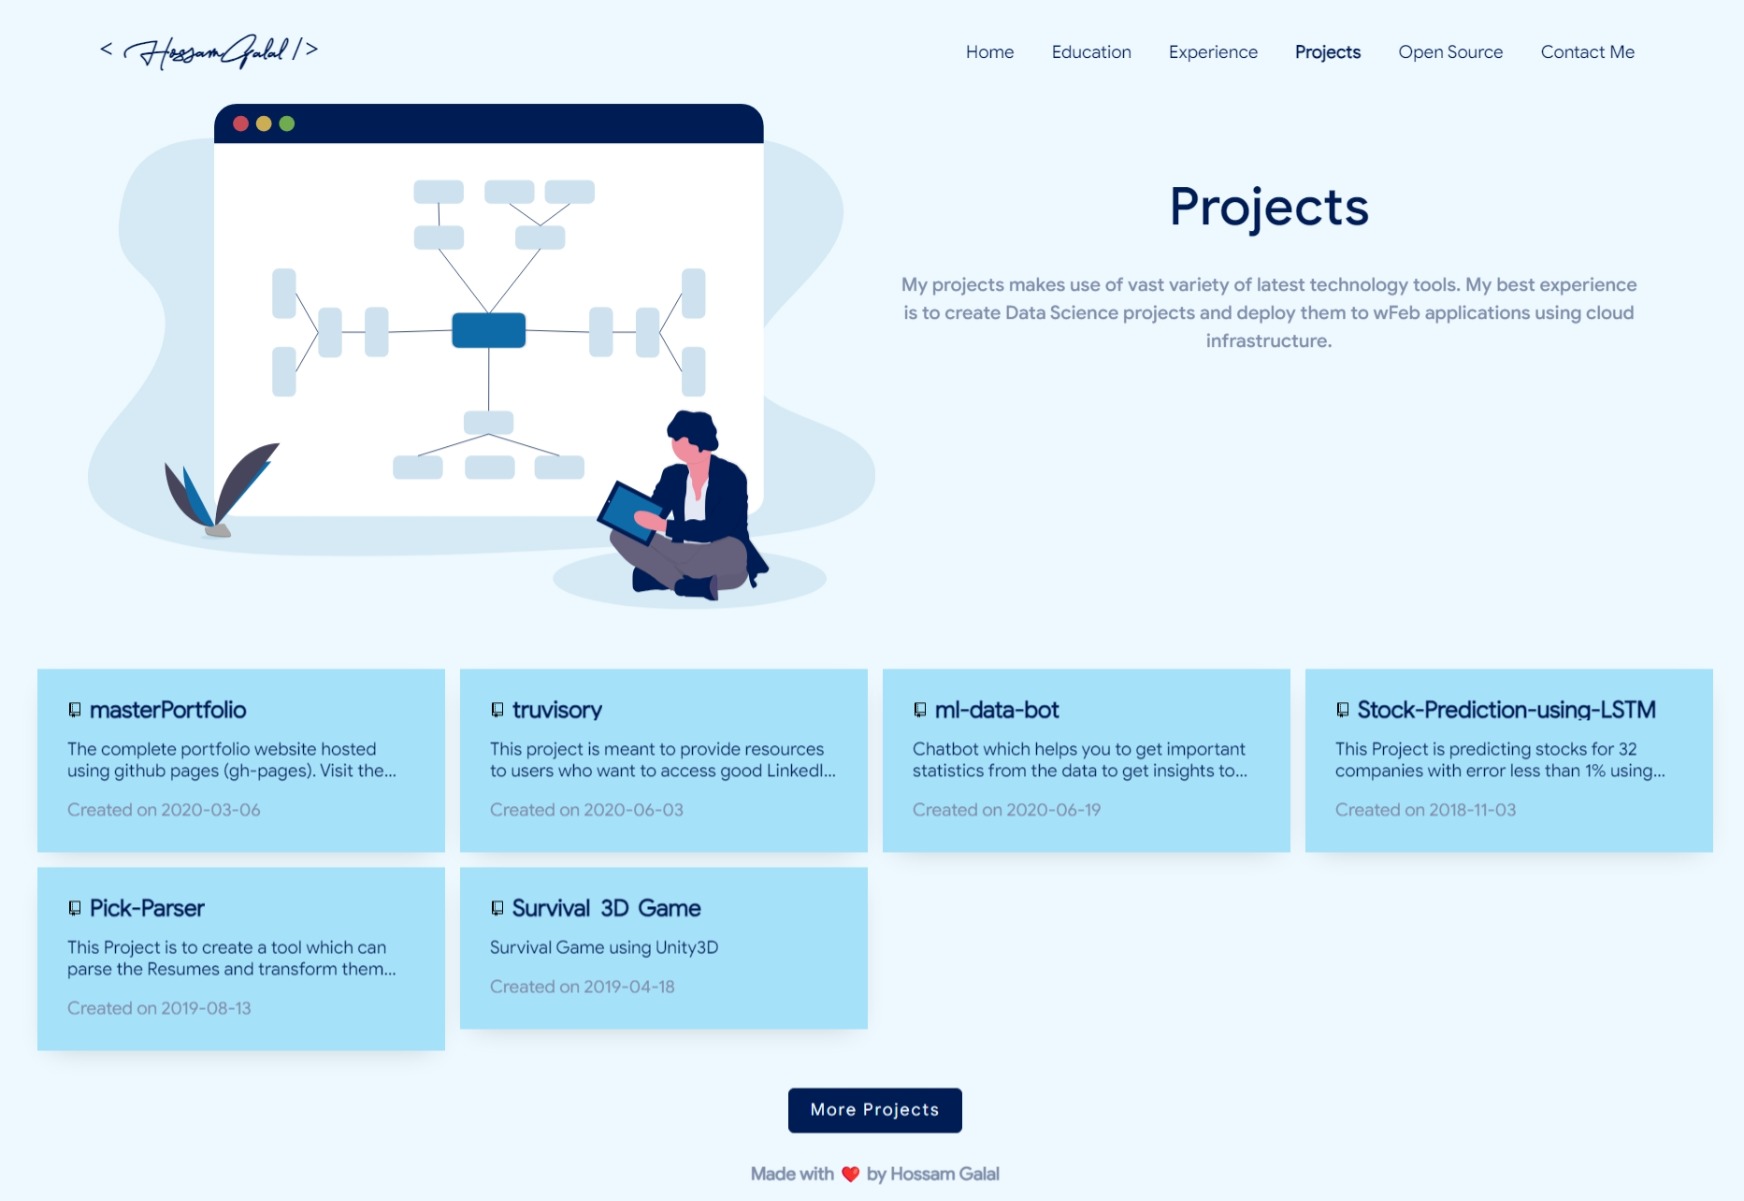 < HossamGalal />
Home
Education
Experience
Projects
Open Source
Contact Me
Projects
My projects makes use of vast variety of latest technology tools. My best experience
is to create Data Science projects and deploy them to wFeb applications using cloud
infrastructure.
masterPortfolio
The complete portfolio website hosted
using github pages (gh-pages). Visit the...
Created on 2020-03-06
truvisory
This project is meant to provide resources
to users who want to access good LinkedI...
Created on 2020-06-03
ml-data-bot
Chatbot which helps you to get important
statistics from the data to get insights to...
Created on 2020-06-19
Stock-Prediction-using-LSTM
This Project is predicting stocks for 32
companies with error less than 1% using...
Created on 2018-11-03
Pick-Parser
This Project is to create a tool which can
parse the Resumes and transform them...
Created on 2019-08-13
Survival 3D Game
Survival Game using Unity3D
Created on 2019-04-18
More Projects
Made with ❤️ by Hossam Galal